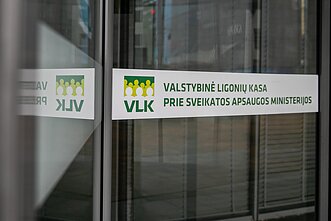 VLK
VALSTYBINĖ LIGONIŲ KASA
PRIE SVEIKATOS APSAUGOS MINISTERIJOS